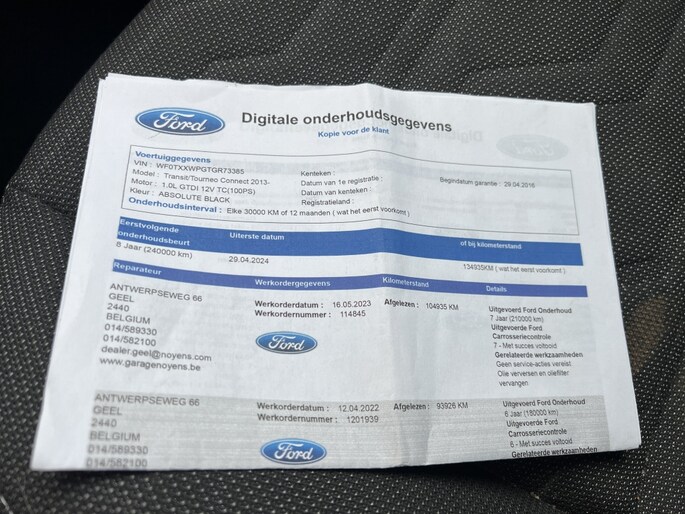 Ford
Digitale onderhoudsgegevens
Kopie voor de klant
Voertuiggegevens
VIN : WF0TXXWPGTGR73385
Kenteken :
Model : Transit/Tourneo Connect 2013-
Datum van 1e registratie :
Begindatum garantie : 29.04.2016
Motor : 1.0L GTDI 12V TC(100PS)
Datum van kenteken :
Kleur : ABSOLUTE BLACK
Registratieland :
Onderhoudsinterval : Elke 30000 KM of 12 maanden ( wat het eerst voorkomt )
Eerstvolgende onderhoudsbeurt
Uiterste datum
of bij kilometerstand
8 Jaar (240000 km)
29.04.2024
134935KM ( wat het eerst voorkomt )
Reparateur
Werkordergegevens
Kilometerstand
Details
ANTWERPSEWEG 66
GEEL
2440
BELGIUM
014/589330
014/582100
dealer.geel@noyens.com
www.garagenoyens.be
Werkorderdatum : 16.05.2023
Werkordernummer : 114845
Ford
Afgelezen : 104935 KM
Uitgevoerd Ford Onderhoud
7 Jaar (210000 km)
Uitgevoerde Ford
Carrosseriecontrole
7 - Met succes voltooid
Gerelateerde werkzaamheden
Geen service-acties vereist
Olie verversen en oliefilter
vervangen
ANTWERPSEWEG 66
GEEL
2440
BELGIUM
014/589330
014/582100
Werkorderdatum : 12.04.2022
Werkordernummer : 1201939
Ford
Afgelezen : 93926 KM
Uitgevoerd Ford Onderhoud
6 Jaar (180000 km)
Uitgevoerde Ford
Carrosseriecontrole
6 - Met succes voltooid
Gerelateerde werkzaamheden